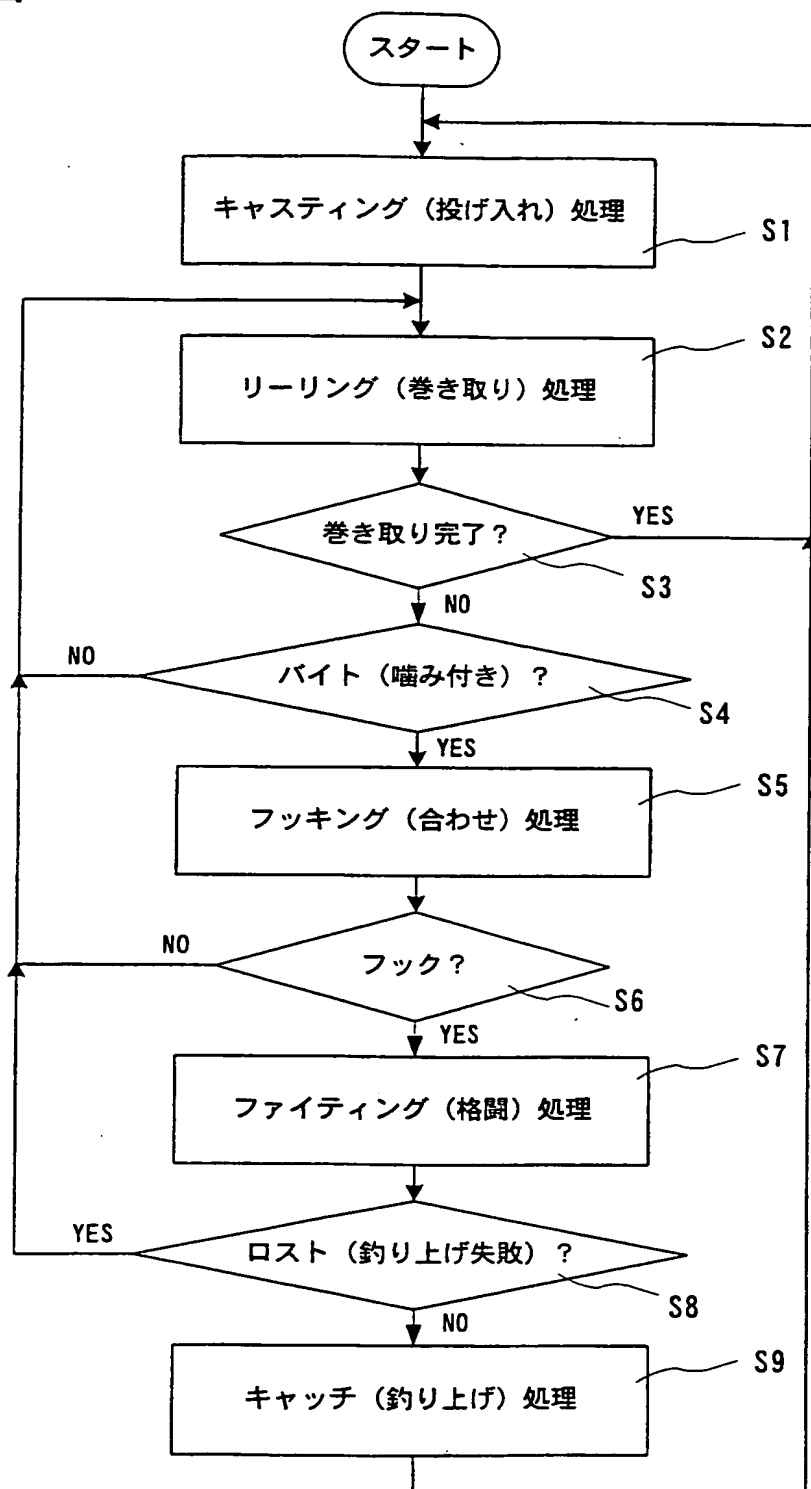 スタート
キャスティング（投げ入れ）処理
S1
S2
リーリング（巻き取り）処理
巻き取り完了？
YES
S3
NO
NO
バイト（噛み付き）？
S4
YES
S5
フッキング（合わせ）処理
NO
フック？
S6
YES
S7
ファイティング（格闘）処理
YES
ロスト（釣り上げ失敗）？
S8
NO
S9
キャッチ（釣り上げ）処理